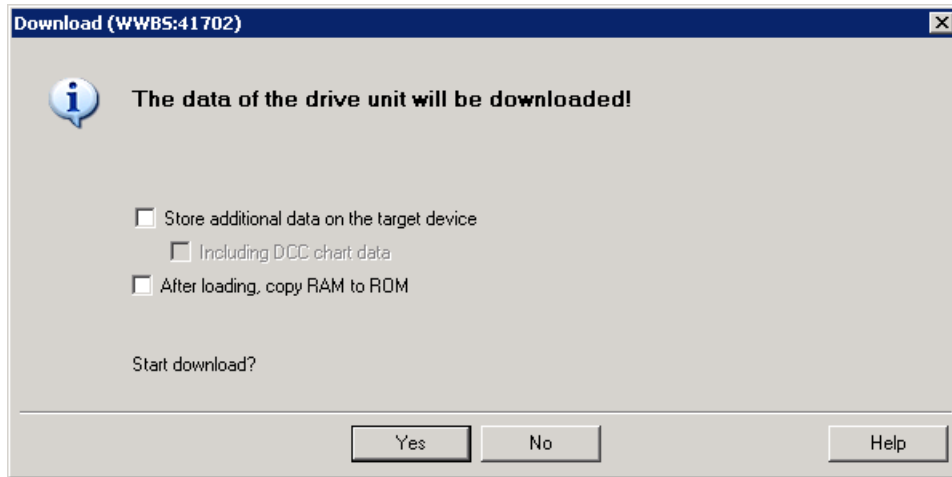 Download (WWBS:41702)
The data of the drive unit will be downloaded!
Store additional data on the target device
Including DCC chart data
After loading, copy RAM to ROM
Start download?
Yes No Help